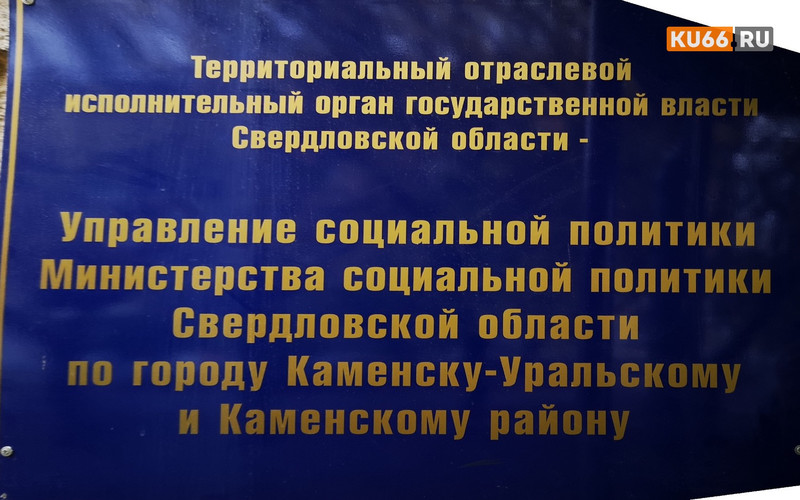 KU66.RU
Территориальный отраслевой
исполнительный орган государственной власти
Свердловской области -
Управление социальной политики
Министерства социальной политики
Свердловской области
по городу Каменску-Уральскому
и Каменскому району